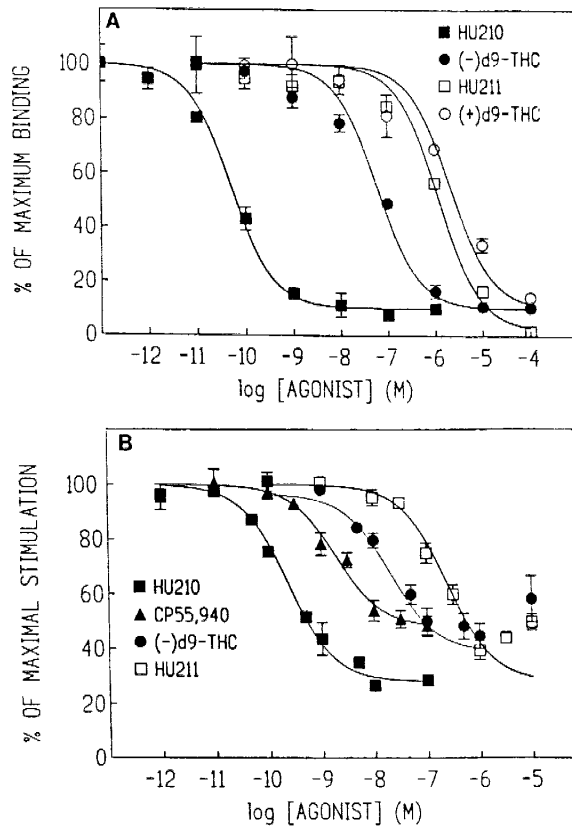 A
HU210
(-)d9-THC
HU211
(+)d9-THC
% OF MAXIMUM BINDING
100
80
60
40
20
0
-12 -11 -10 -9 -8 -7 -6 -5 -4
log [AGONIST] (M)
B
HU210
CP55,940
(-)d9-THC
HU211
% OF MAXIMAL STIMULATION
100
80
60
40
20
0
-12 -11 -10 -9 -8 -7 -6 -5
log [AGONIST] (M)